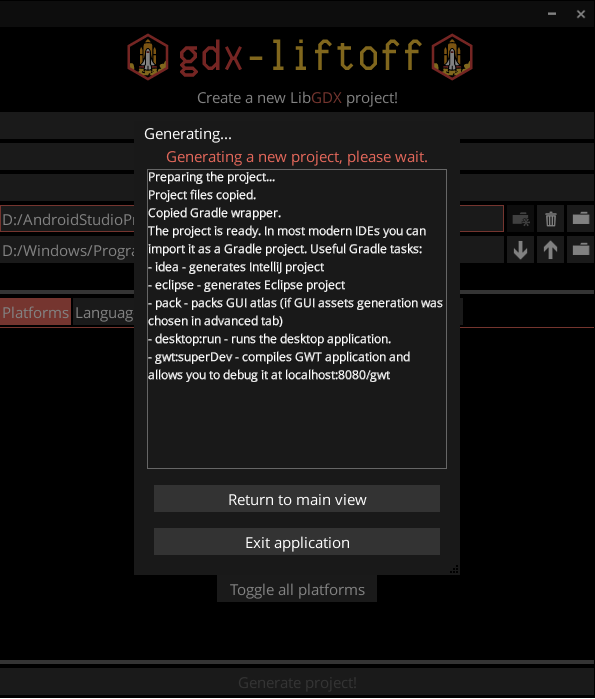 gdx-liftoff
Create a new LibGDX project!
Generating...
Generating a new project, please wait.
Preparing the project...
Project files copied.
Copied Gradle wrapper.
The project is ready. In most modern IDEs you can
import it as a Gradle project. Useful Gradle tasks:
- idea - generates IntelliJ project
- eclipse - generates Eclipse project
- pack - packs GUI atlas (if GUI assets generation was
chosen in advanced tab)
- desktop:run - runs the desktop application.
- gwt:superDev - compiles GWT application and
allows you to debug it at localhost:8080/gwt
D:/AndroidStudioPr
D:/Windows/Progra
Platforms Languag
Return to main view
Exit application
Toggle all platforms
Generate project!